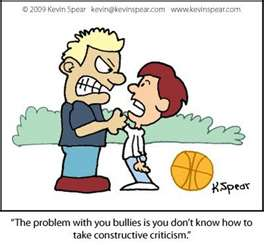 © 2009 Kevin Spear kevin@kevinspear.com www.kevinspear.com
K.Spear
"The problem with you bullies is you don't know how to
take constructive criticism."